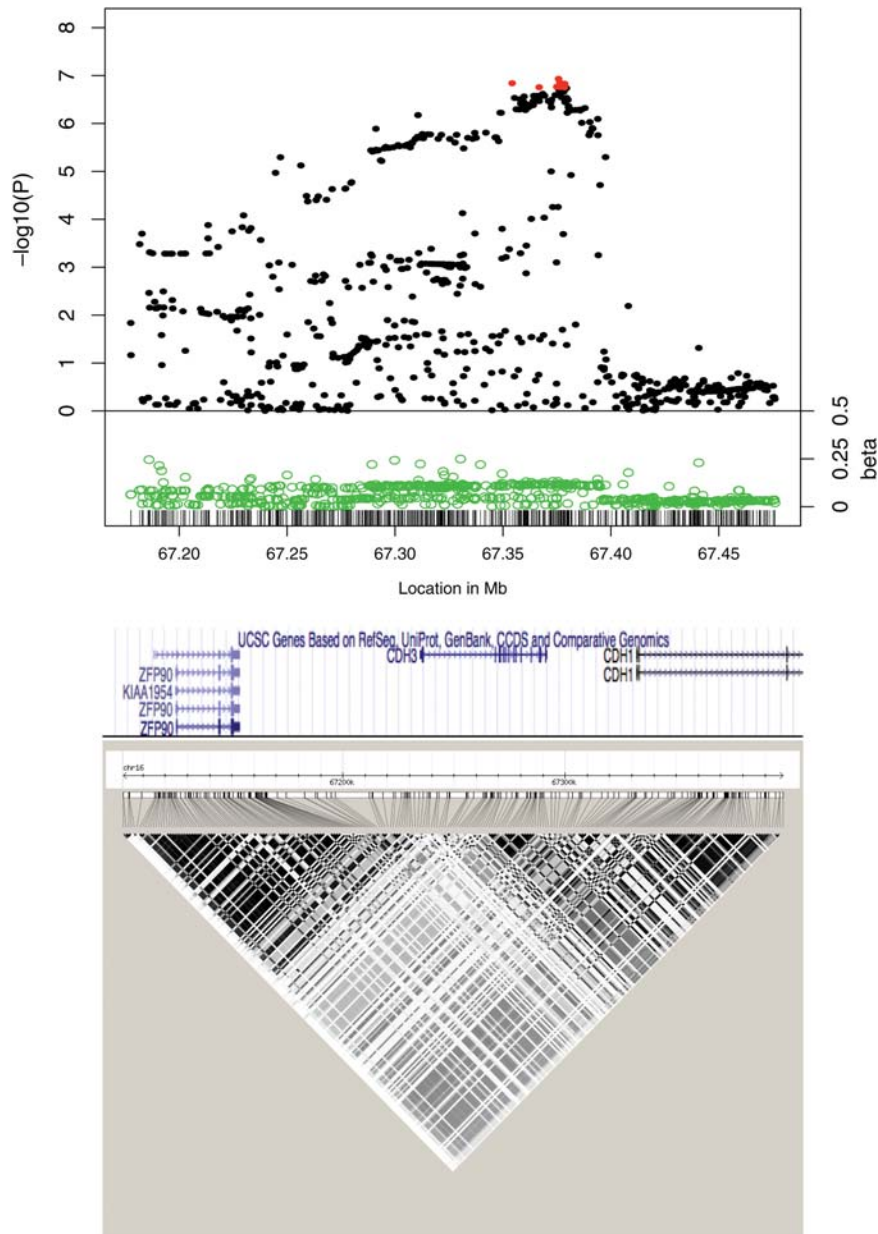 8
7
6
5
4
3
2
1
0
−log10(P)
0.5
0.25
0
beta
67.20 67.25 67.30 67.35 67.40 67.45
Location in Mb
UCSC Genes Based on RefSeq, UniProt, GenBank, CCDS and Comparative Genomics
CDH3 CDH1
ZFP90 CDH1
KIAA1954
ZFP90
ZFP90
chr16
67200k 67300k